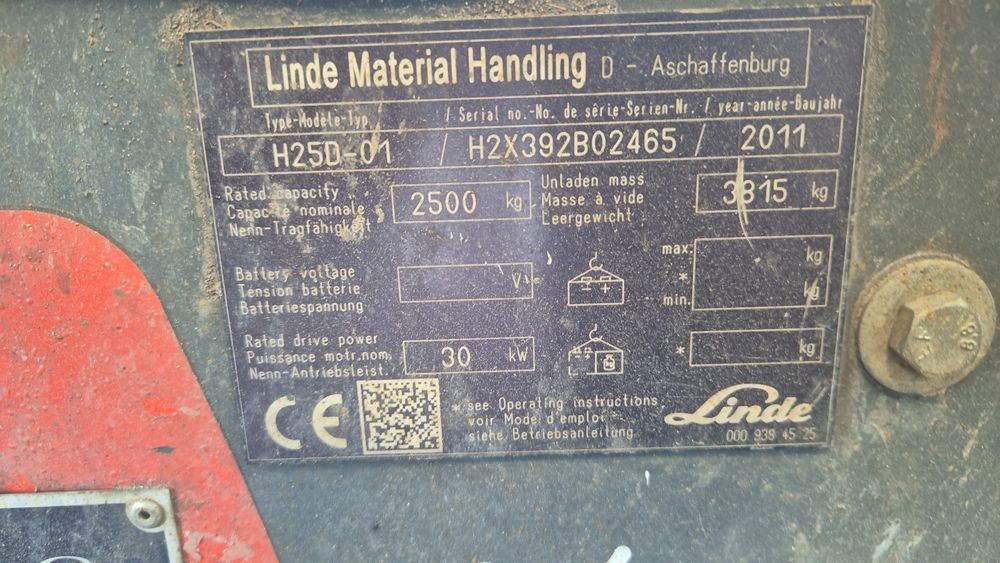 Linde Material Handling D - Aschaffenburg
Type-Modèle-Typ / Serial no.-No. de série-Serien-Nr. / year-année-Baujahr
H25D-01 / H2X392B02465 / 2011
Rated capacity
Capacité nominale
Nenn-Tragfähigkeit
2500 kg
Unladen mass
Masse à vide
Leergewicht
3815 kg
Battery voltage
Tension batterie
Batteriespannung
V
- +
max. kg
*
min. kg
Rated drive power
Puissance motr.nom.
Nenn-Antriebsleist.
30 kW
* kg
CE
* see Operating instructions
voir Mode d'emploi
siehe Betriebsanleitung
Linde
000 938 45 25
8.8